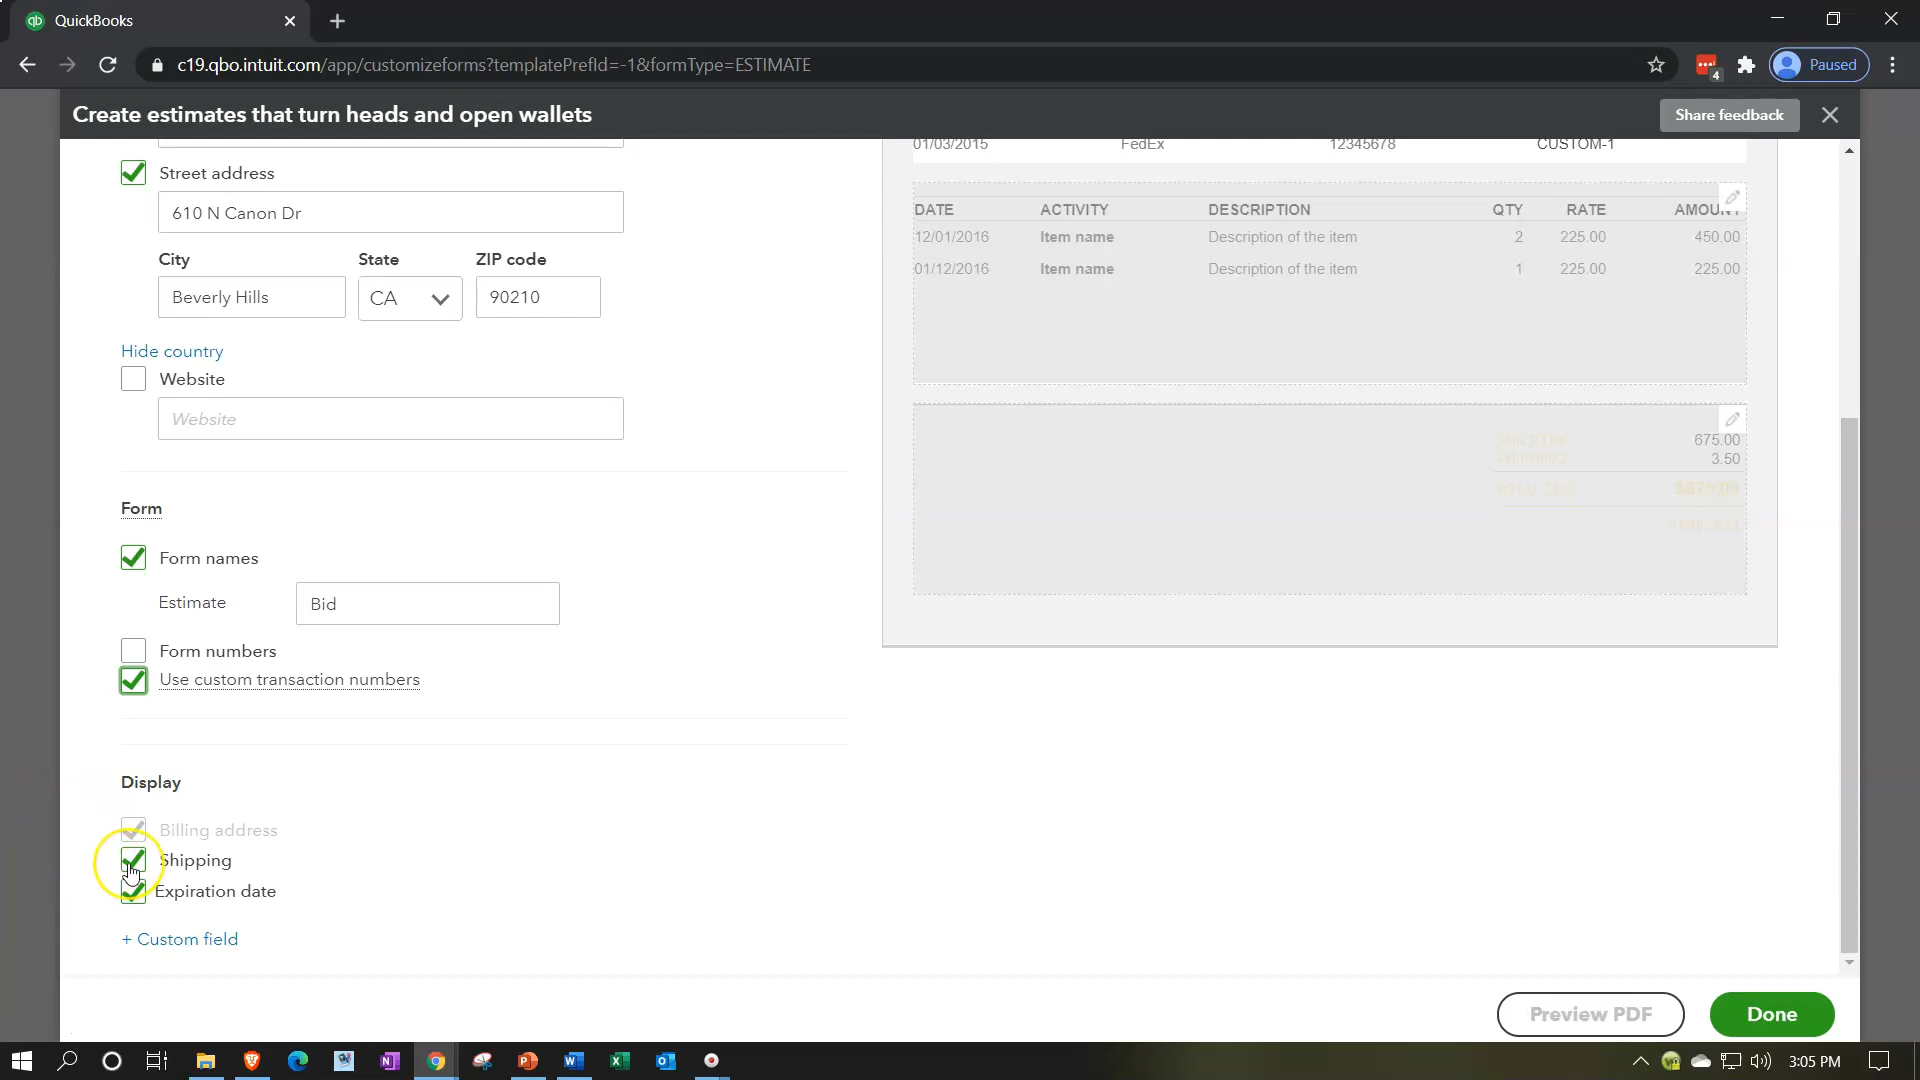 QuickBooks
c19.qbo.intuit.com/app/customizeforms?templatePrefId=-1&formType=ESTIMATE
4
Paused
Create estimates that turn heads and open wallets
Share feedback
01/03/2015 FedEx 12345678 CUSTOM-1
Street address
610 N Canon Dr
City State ZIP code
Beverly Hills CA 90210
Hide country
Website
Website
DATE ACTIVITY DESCRIPTION QTY RATE AMOUNT
12/01/2016 Item name Description of the item 2 225.00 450.00
01/12/2016 Item name Description of the item 1 225.00 225.00
675.00
3.50
Form
Form names
Estimate Bid
Form numbers
Use custom transaction numbers
Display
Billing address
Shipping
Expiration date
+ Custom field
Preview PDF
Done
3:05 PM